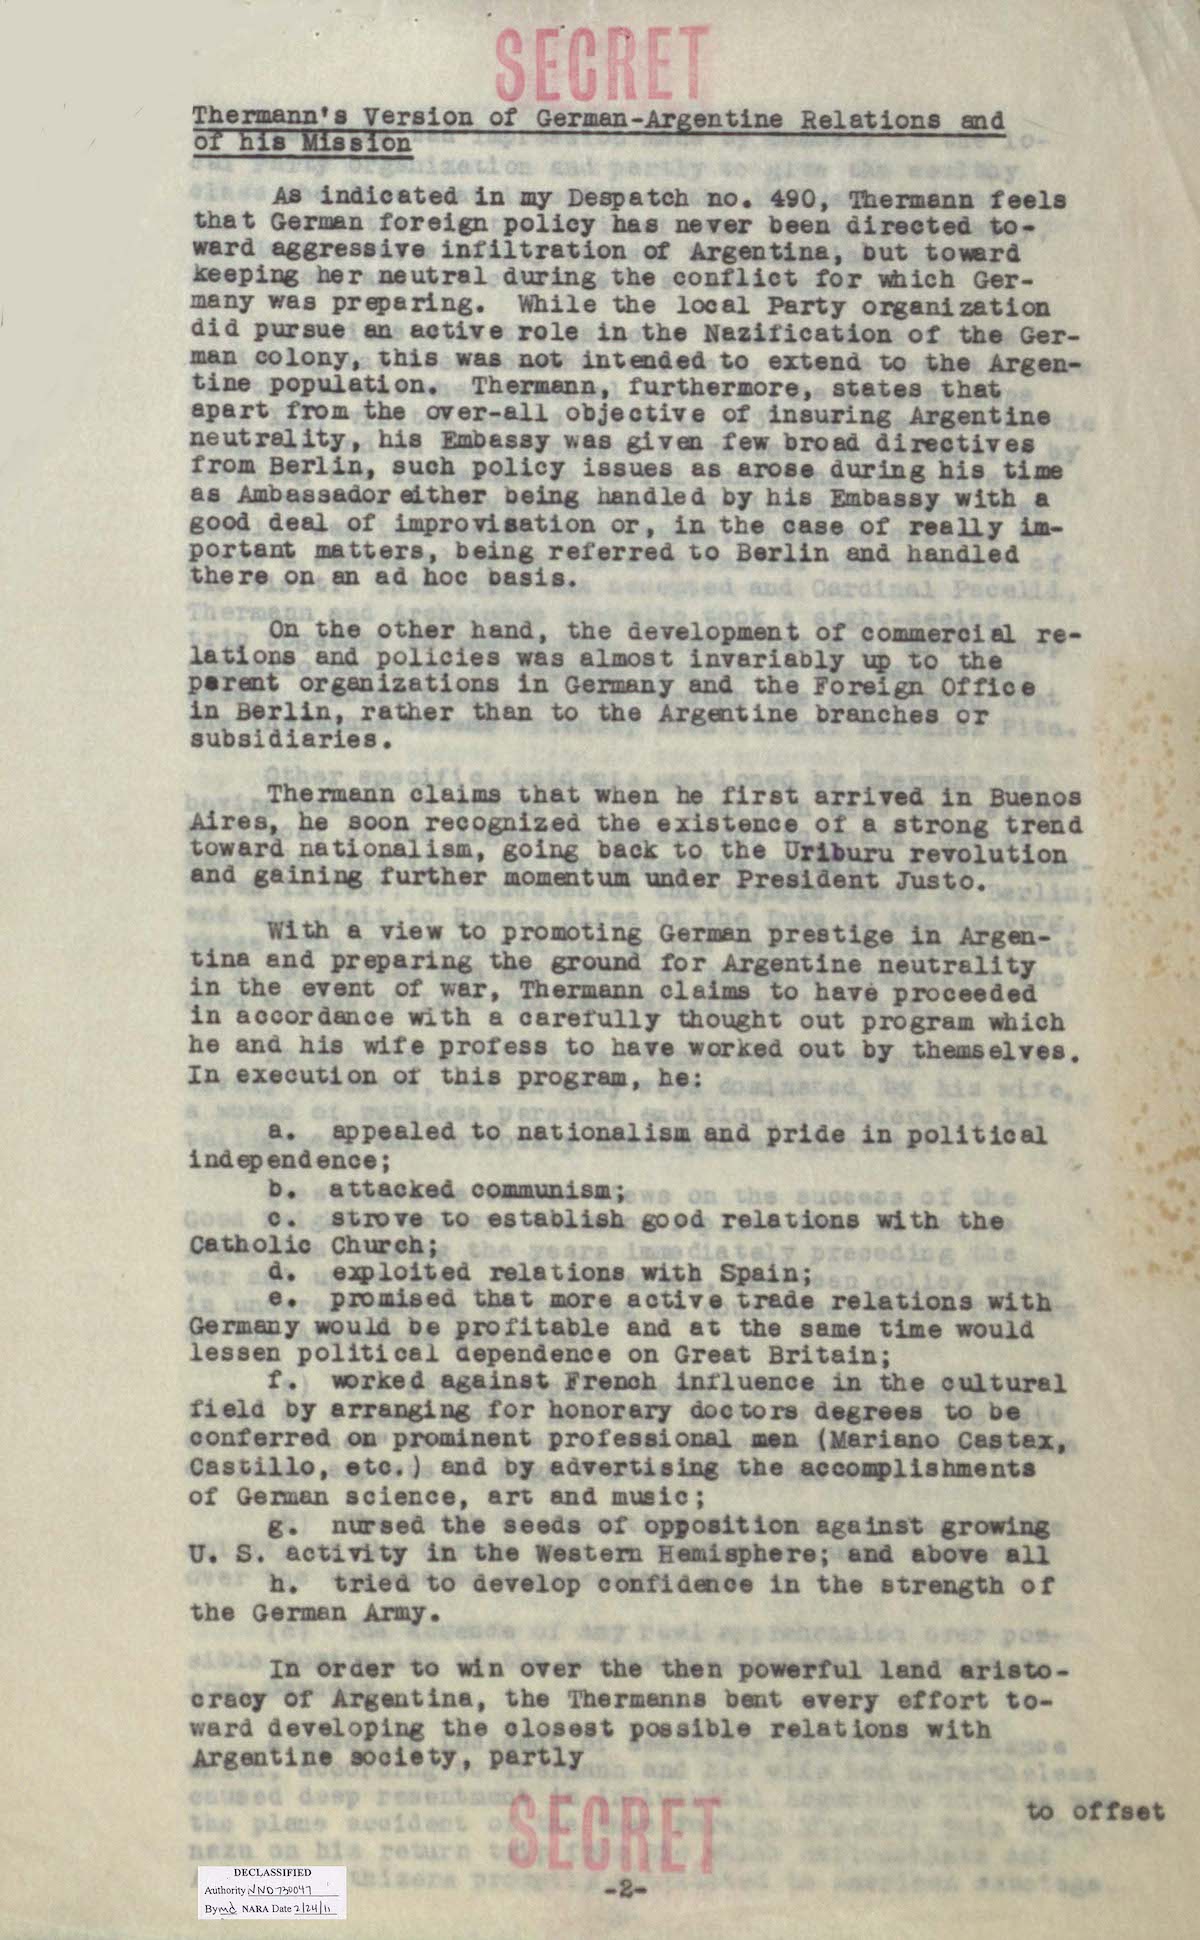 SECRET
Thermann's Version of German-Argentine Relations and
of his Mission
As indicated in my Despatch no. 490, Thermann feels
that German foreign policy has never been directed to-
ward aggressive infiltration of Argentina, but toward
keeping her neutral during the conflict for which Ger-
many was preparing. While the local Party organization
did pursue an active role in the Nazification of the Ger-
man colony, this was not intended to extend to the Argen-
tine population. Thermann, furthermore, states that
apart from the over-all objective of insuring Argentine
neutrality, his Embassy was given few broad directives
from Berlin, such policy issues as arose during his time
as Ambassador either being handled by his Embassy with a
good deal of improvisation or, in the case of really im-
portant matters, being referred to Berlin and handled
there on an ad hoc basis.
On the other hand, the development of commercial re-
lations and policies was almost invariably up to the
parent organizations in Germany and the Foreign Office
in Berlin, rather than to the Argentine branches or
subsidiaries.
Thermann claims that when he first arrived in Buenos
Aires, he soon recognized the existence of a strong trend
toward nationalism, going back to the Uriburu revolution
and gaining further momentum under President Justo.
With a view to promoting German prestige in Argen-
tina and preparing the ground for Argentine neutrality
in the event of war, Thermann claims to have proceeded
in accordance with a carefully thought out program which
he and his wife profess to have worked out by themselves.
In execution of this program, he:
a. appealed to nationalism and pride in political
independence;
b. attacked communism;
c. strove to establish good relations with the
Catholic Church;
d. exploited relations with Spain;
e. promised that more active trade relations with
Germany would be profitable and at the same time would
lessen political dependence on Great Britain;
f. worked against French influence in the cultural
field by arranging for honorary doctors degrees to be
conferred on prominent professional men (Mariano Castex,
Castillo, etc.) and by advertising the accomplishments
of German science, art and music;
g. nursed the seeds of opposition against growing
U. S. activity in the Western Hemisphere; and above all
h. tried to develop confidence in the strength of
the German Army.
In order to win over the then powerful land aristo-
cracy of Argentina, the Thermanns bent every effort to-
ward developing the closest possible relations with
Argentine society, partly
to offset
SECRET
-2-
DECLASSIFIED
Authority NND 730047
By md NARA Date 2/24/11